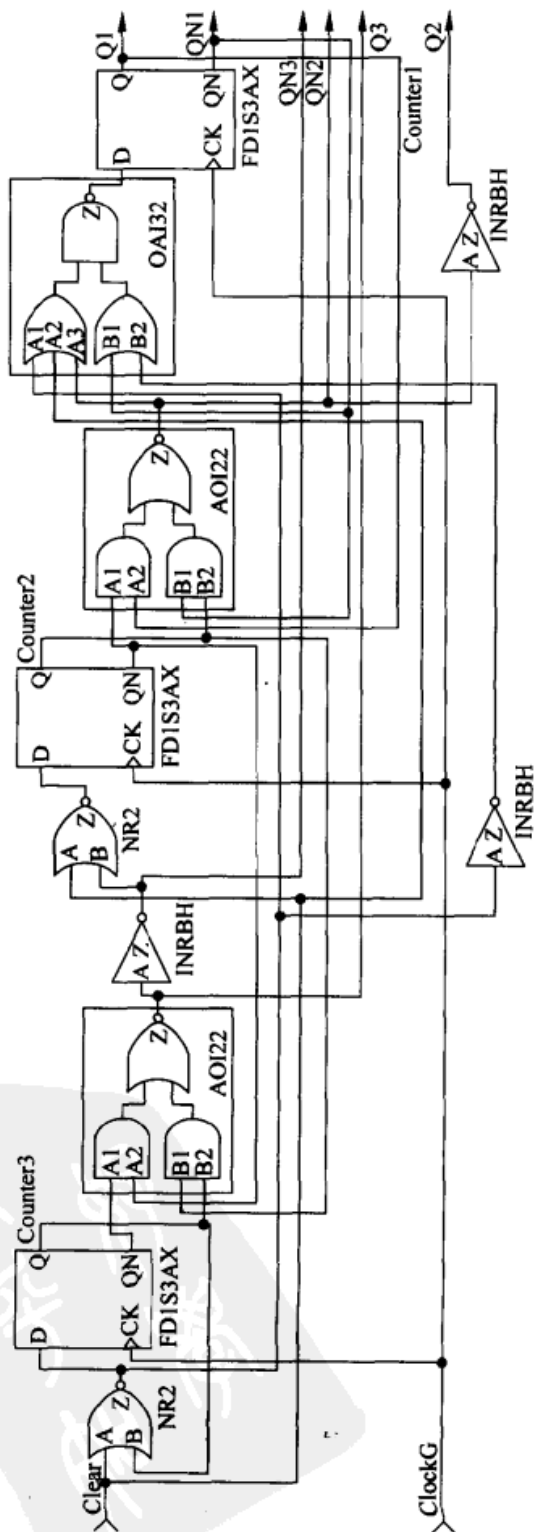 Clear
ClockG
A
B
Z
NR2
Counter3
D
Q
CK
QN
FD1S3AX
A1
A2
B1
B2
Z
AOI22
A Z
INRBH
A
B
Z
NR2
Counter2
D
Q
CK
QN
FD1S3AX
A Z
INRBH
A1
A2
B1
B2
Z
AOI22
A1
A2
A3
B1
B2
Z
OAI32
D
Q
CK
QN
FD1S3AX
Counter1
A Z
INRBH
Q1
QN1
QN3
QN2
Q3
Q2